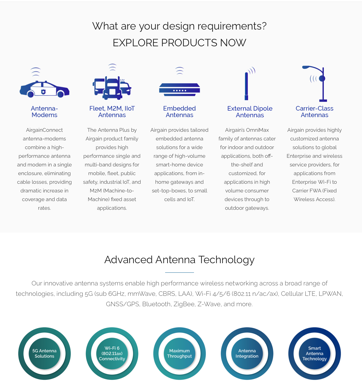 What are your design requirements?
EXPLORE PRODUCTS NOW
Antenna-
Modems
AirgainConnect
antenna-modems
combine a high-
performance antenna
and modem in a single
enclosure, eliminating
cable losses, providing
dramatic increase in
coverage and data
rates.
Fleet, M2M, IIoT
Antennas
The Antenna Plus by
Airgain product family
provides high
performance single and
multi-band designs for
mobile, fleet, public
safety, industrial IoT, and
M2M (Machine-to-
Machine) fixed asset
applications.
Embedded
Antennas
Airgain provides tailored
embedded antenna
solutions for a wide
range of high-volume
smart-home device
applications, from in-
home gateways and
set-top-boxes, to small
cells and IoT.
External Dipole
Antennas
Airgain's OmniMax
family of antennas cater
for indoor and outdoor
applications, both off-
the-shelf and
customized, for
applications in high
volume consumer
devices through to
outdoor gateways.
Carrier-Class
Antennas
Airgain provides highly
customized antenna
solutions to global
Enterprise and wireless
service providers, for
applications from
Enterprise Wi-Fi to
Carrier FWA (Fixed
Wireless Access)
Advanced Antenna Technology
Our innovative antenna systems enable high performance wireless networking across a broad range of
technologies, including 5G (sub 6GHz, mmWave, CBRS, LAA), Wi-Fi 4/5/6 (802.11 n/ac/ax), Cellular LTE, LPWAN,
GNSS/GPS, Bluetooth, ZigBee, Z-Wave, and more.
5G Antenna
Solutions
Wi-Fi 6
(802.11ax)
Connectivity
Maximum
Throughput
Antenna
Integration
Smart
Antenna
Technology